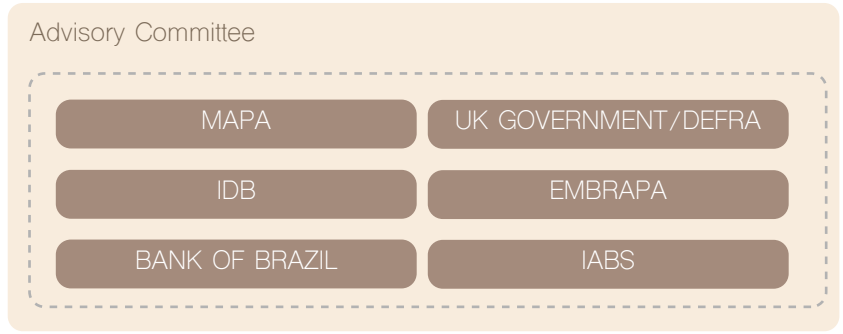 Advisory Committee
MAPA
UK GOVERNMENT/DEFRA
IDB
EMBRAPA
BANK OF BRAZIL
IABS